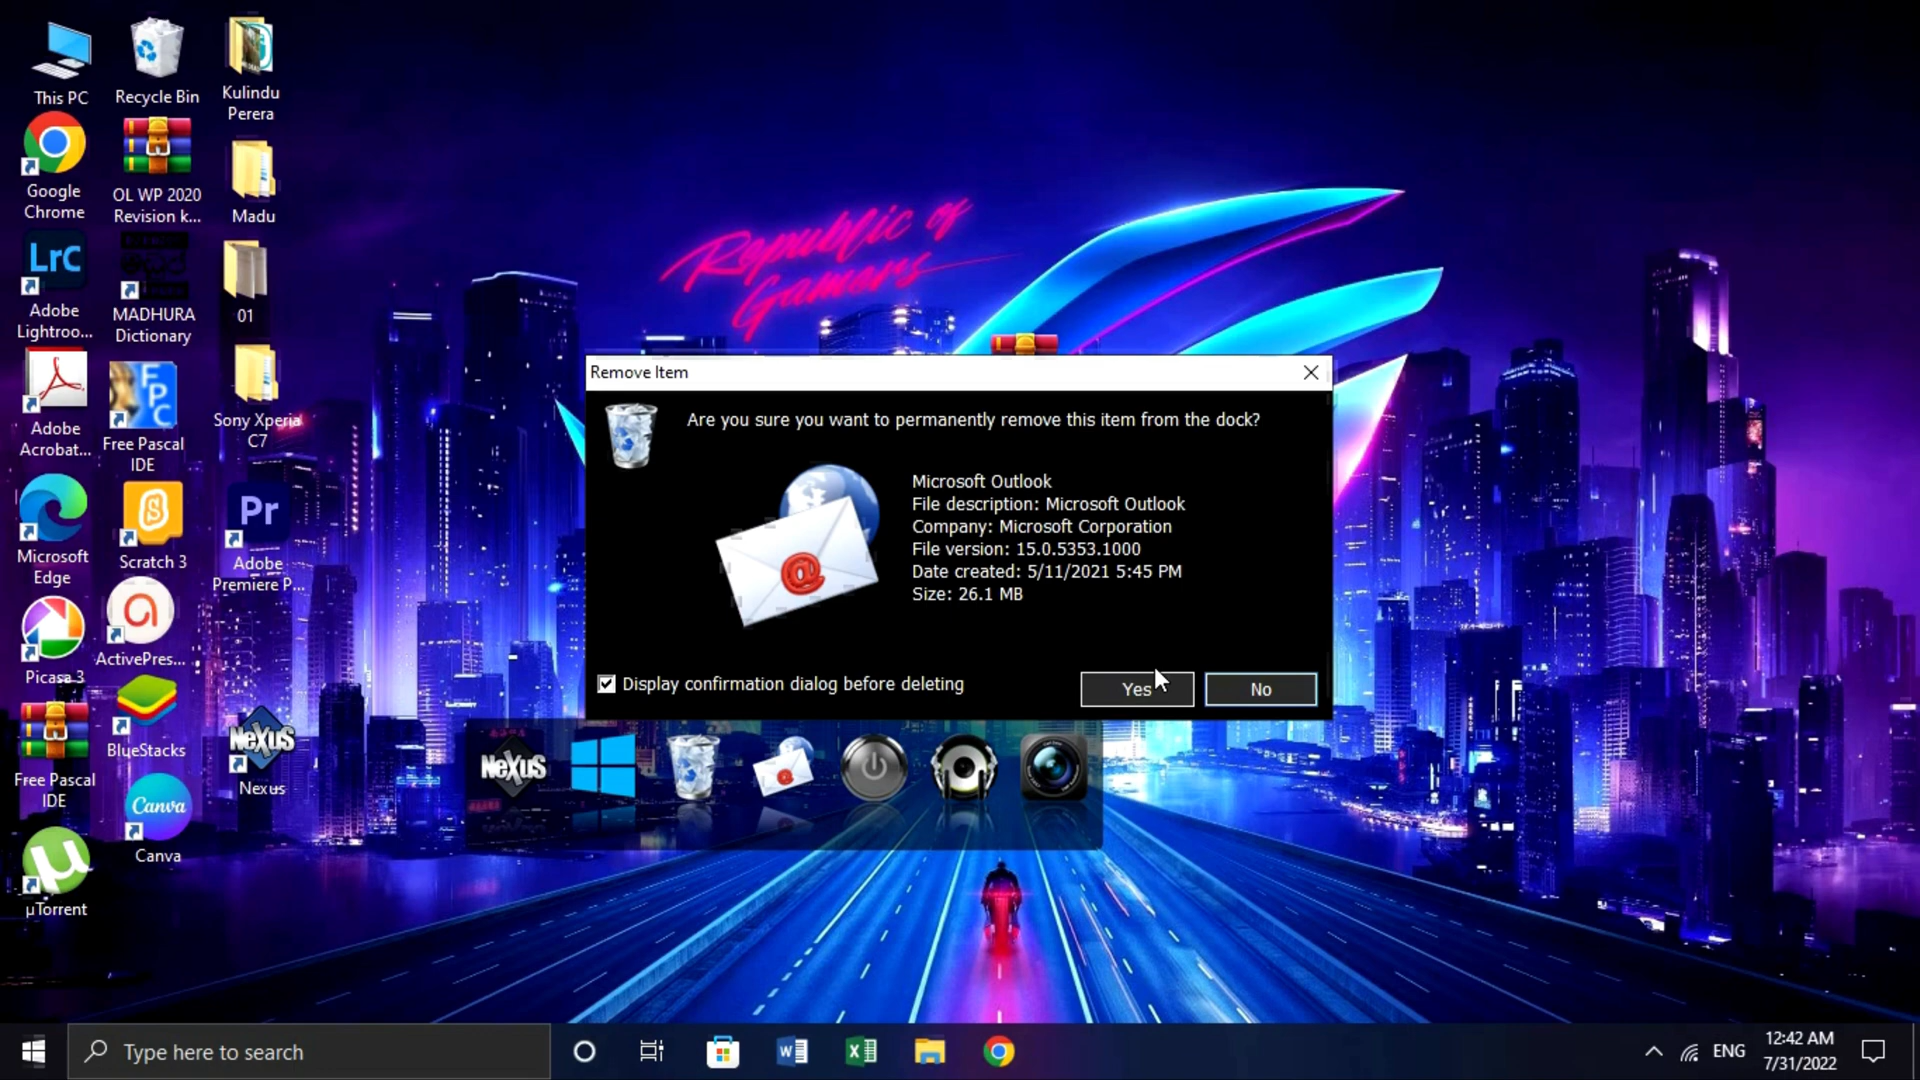 This PC
Recycle Bin
Kulindu
Perera
Google
Chrome
OL WP 2020
Revision k...
Madu
LrC
Adobe
Lightroo...
MADHURA
Dictionary
01
Adobe
Acrobat...
FPC
Free Pascal
IDE
Sony Xperia
C7
Microsoft
Edge
Scratch 3
Pr
Adobe
Premiere P...
Picasa 3
ActivePres...
Free Pascal
IDE
BlueStacks
NeXuS
Nexus
Canva
Canva
µTorrent
Republic of
Gamers
Remove Item
Are you sure you want to permanently remove this item from the dock?
Microsoft Outlook
File description: Microsoft Outlook
Company: Microsoft Corporation
File version: 15.0.5353.1000
Date created: 5/11/2021 5:45 PM
Size: 26.1 MB
Display confirmation dialog before deleting
Yes
No
NeXuS
Type here to search
ENG
12:42 AM
7/31/2022